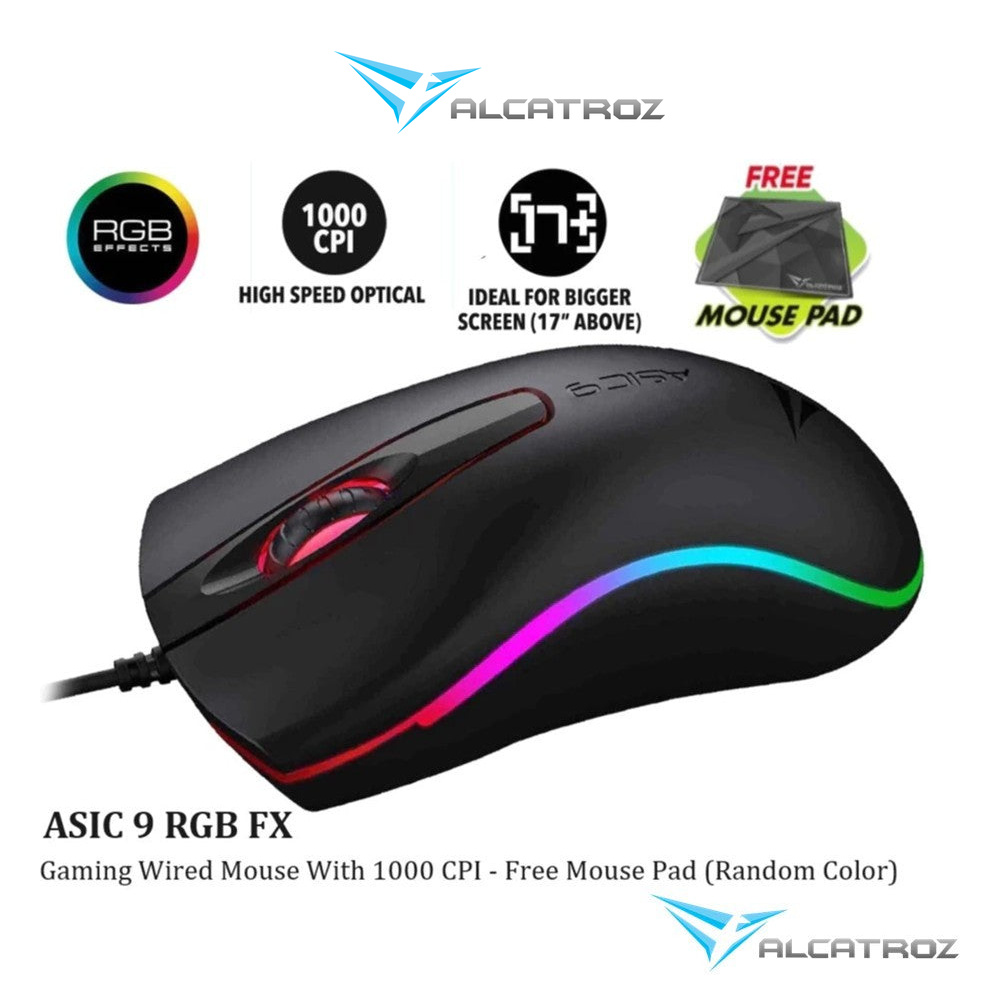 ALCATROZ
RGB
EFFECTS
1000
CPI
HIGH SPEED OPTICAL
17+
IDEAL FOR BIGGER
SCREEN (17” ABOVE)
FREE
ALCATROZ
MOUSE PAD
ASIC 9
ASIC 9 RGB FX
Gaming Wired Mouse With 1000 CPI - Free Mouse Pad (Random Color)
ALCATROZ